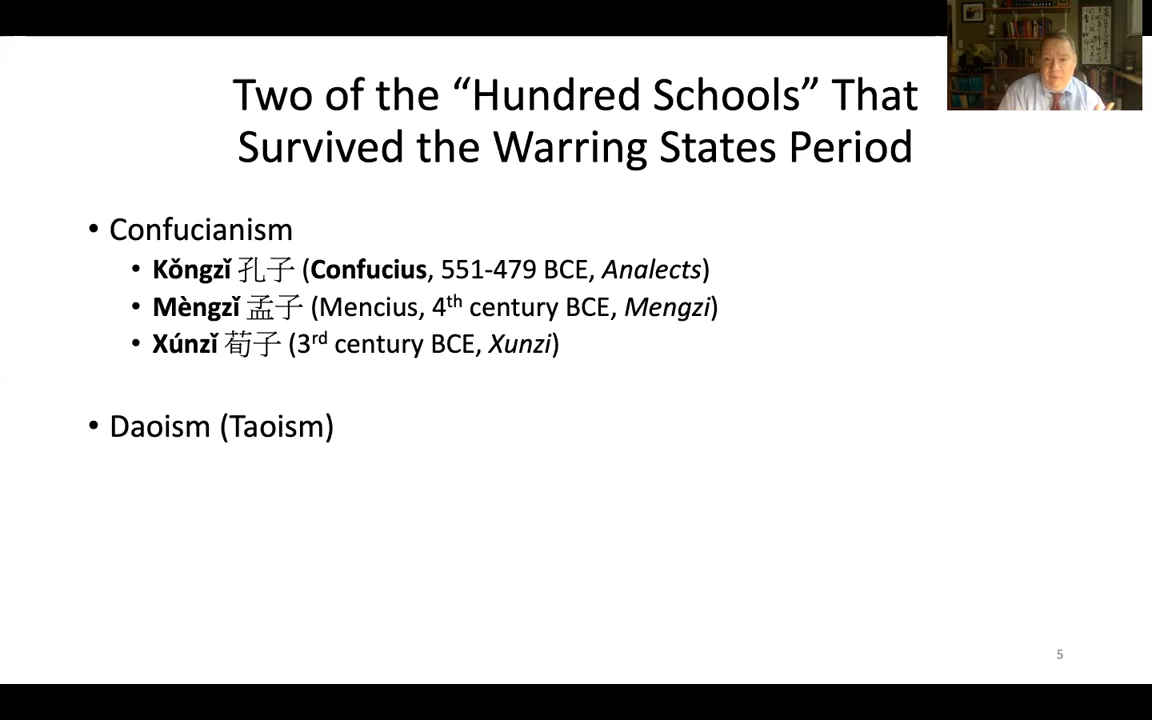 Two of the “Hundred Schools” That
Survived the Warring States Period
• Confucianism
• Kǒngzǐ 孔子 (Confucius, 551-479 BCE, Analects)
• Mèngzǐ 孟子 (Mencius, 4th century BCE, Mengzi)
• Xúnzǐ 荀子 (3rd century BCE, Xunzi)
• Daoism (Taoism)
5